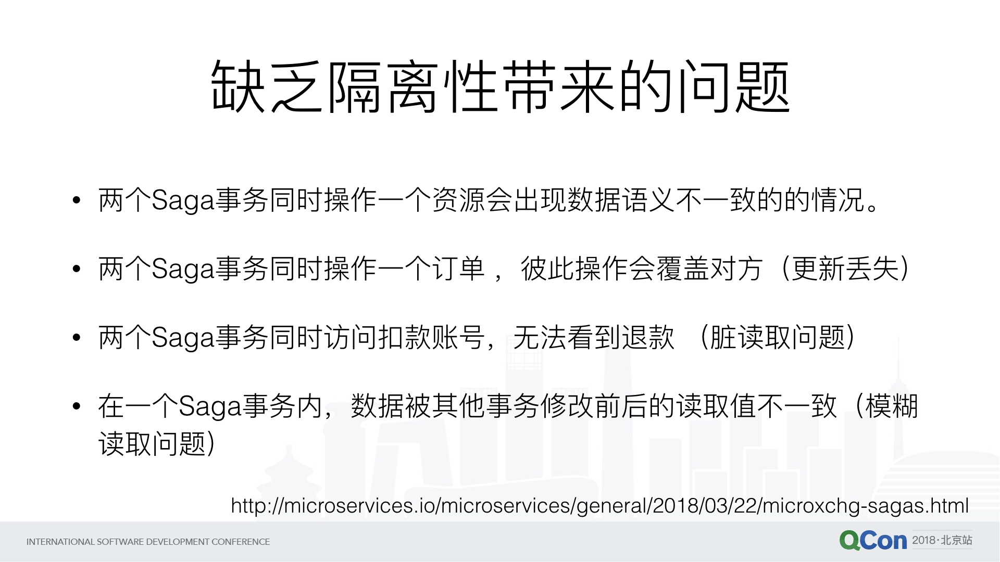 缺乏隔离性带来的问题
• 两个Saga事务同时操作一个资源会出现数据语义不一致的的情况。
• 两个Saga事务同时操作一个订单 ，彼此操作会覆盖对方（更新丢失）
• 两个Saga事务同时访问扣款账号，无法看到退款 （脏读取问题）
• 在一个Saga事务内，数据被其他事务修改前后的读取值不一致（模糊
读取问题）
http://microservices.io/microservices/general/2018/03/22/microxchg-sagas.html
INTERNATIONAL SOFTWARE DEVELOPMENT CONFERENCE
QCon 2018·北京站